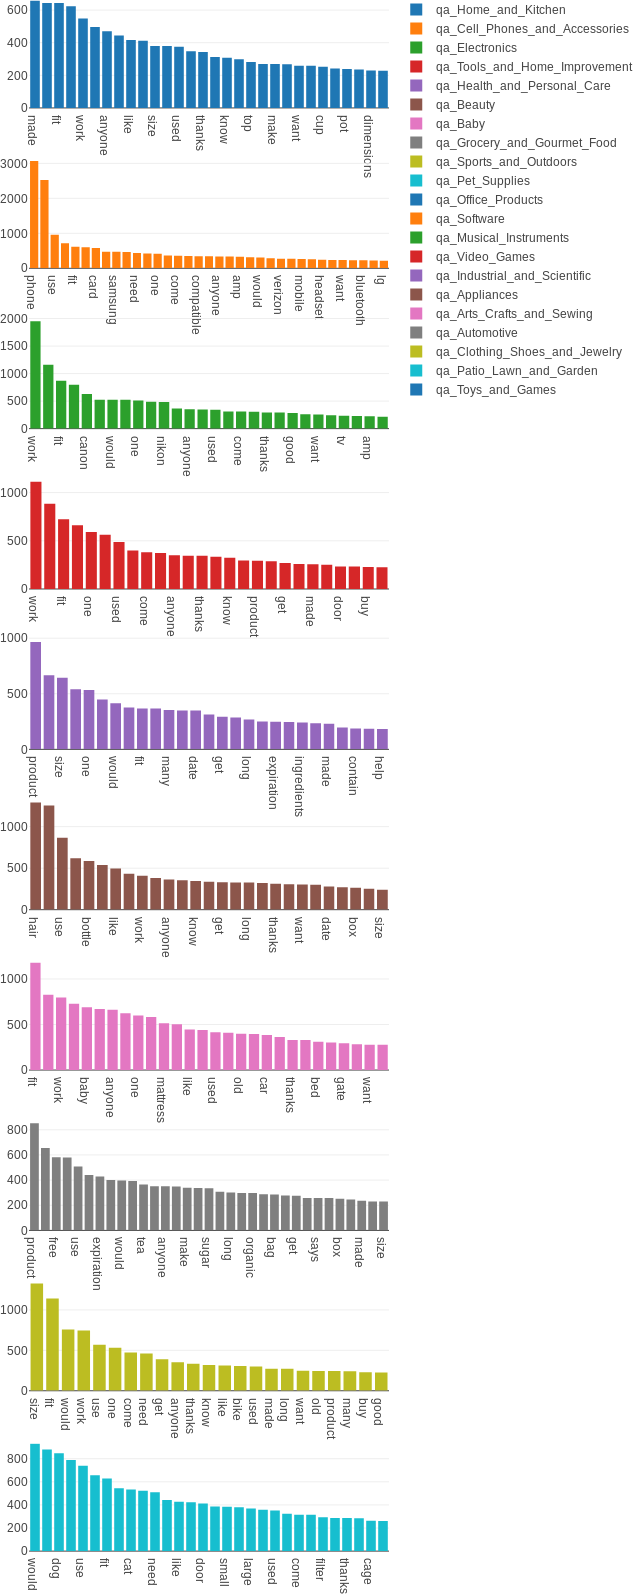 600
400
200
0
made
fit
work
anyone
like
size
used
thanks
know
top
make
want
cup
pot
dimensions
qa_Home_and_Kitchen
qa_Cell_Phones_and_Accessories
qa_Electronics
qa_Tools_and_Home_Improvement
qa_Health_and_Personal_Care
qa_Beauty
qa_Baby
qa_Grocery_and_Gourmet_Food
qa_Sports_and_Outdoors
qa_Pet_Supplies
qa_Office_Products
qa_Software
qa_Musical_Instruments
qa_Video_Games
qa_Industrial_and_Scientific
qa_Appliances
qa_Arts_Crafts_and_Sewing
qa_Automotive
qa_Clothing_Shoes_and_Jewelry
qa_Patio_Lawn_and_Garden
qa_Toys_and_Games
3000
2000
1000
0
phone
use
fit
card
samsung
need
one
come
compatible
anyone
amp
would
verizon
mobile
headset
want
bluetooth
lg
2000
1500
1000
500
0
work
fit
canon
would
one
nikon
anyone
used
come
thanks
good
want
tv
amp
1000
500
0
work
fit
one
used
come
anyone
thanks
know
product
get
made
door
buy
1000
500
0
product
size
one
would
fit
many
date
get
long
expiration
ingredients
made
contain
help
1000
500
0
hair
use
bottle
like
work
anyone
know
get
long
thanks
want
date
box
size
1000
500
0
fit
work
baby
anyone
one
mattress
like
used
old
car
thanks
bed
gate
want
800
600
400
200
0
product
free
use
expiration
would
tea
anyone
make
sugar
long
organic
bag
get
says
box
made
size
1000
500
0
size
fit
would
work
use
one
come
need
get
anyone
thanks
know
like
bike
used
made
long
want
old
product
many
buy
good
800
600
400
200
0
would
dog
use
fit
cat
need
like
door
small
large
used
come
filter
thanks
cage